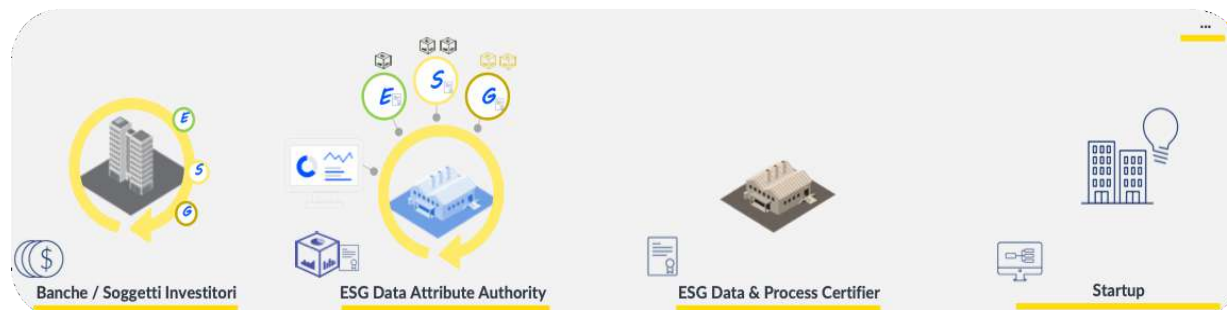 ...
E
S
G
E
S
G
$
Banche / Soggetti Investitori
ESG Data Attribute Authority
ESG Data & Process Certifier
Startup